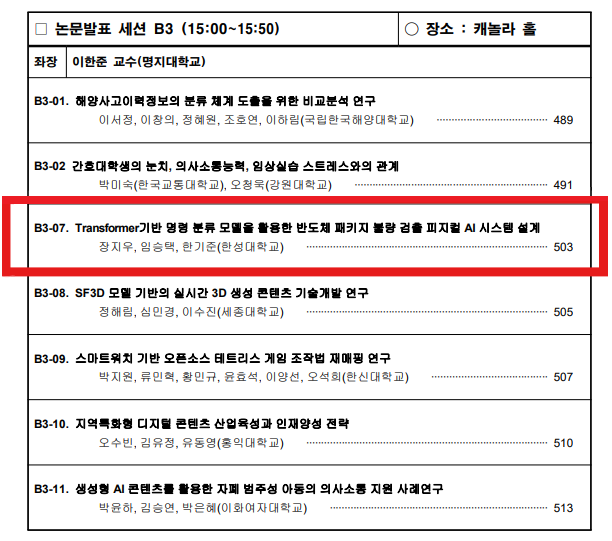 □ 논문발표 세션 B3 (15:00~15:50) ○ 장소 : 캐놀라 홀
좌장 이한준 교수(명지대학교)
B3-01. 해양사고이력정보의 분류 체계 도출을 위한 비교분석 연구
이서정, 이창의, 정혜원, 조호연, 이하림(국립한국해양대학교) 489
B3-02 간호대학생의 눈치, 의사소통능력, 임상실습 스트레스와의 관계
박미숙(한국교통대학교), 오청욱(강원대학교) 491
B3-07. Transformer기반 명령 분류 모델을 활용한 반도체 패키지 불량 검출 피지컬 AI 시스템 설계
장지우, 임승택, 한기준(한성대학교) 503
B3-08. SF3D 모델 기반의 실시간 3D 생성 콘텐츠 기술개발 연구
정해림, 심민경, 이수진(세종대학교) 505
B3-09. 스마트워치 기반 오픈소스 테트리스 게임 조작법 재매핑 연구
박지원, 류민혁, 황민규, 윤효석, 이양선, 오석희(한신대학교) 507
B3-10. 지역특화형 디지털 콘텐츠 산업육성과 인재양성 전략
오수빈, 김유정, 유동영(홍익대학교) 510
B3-11. 생성형 AI 콘텐츠를 활용한 자폐 범주성 아동의 의사소통 지원 사례연구
박윤하, 김승연, 박은혜(이화여자대학교) 513